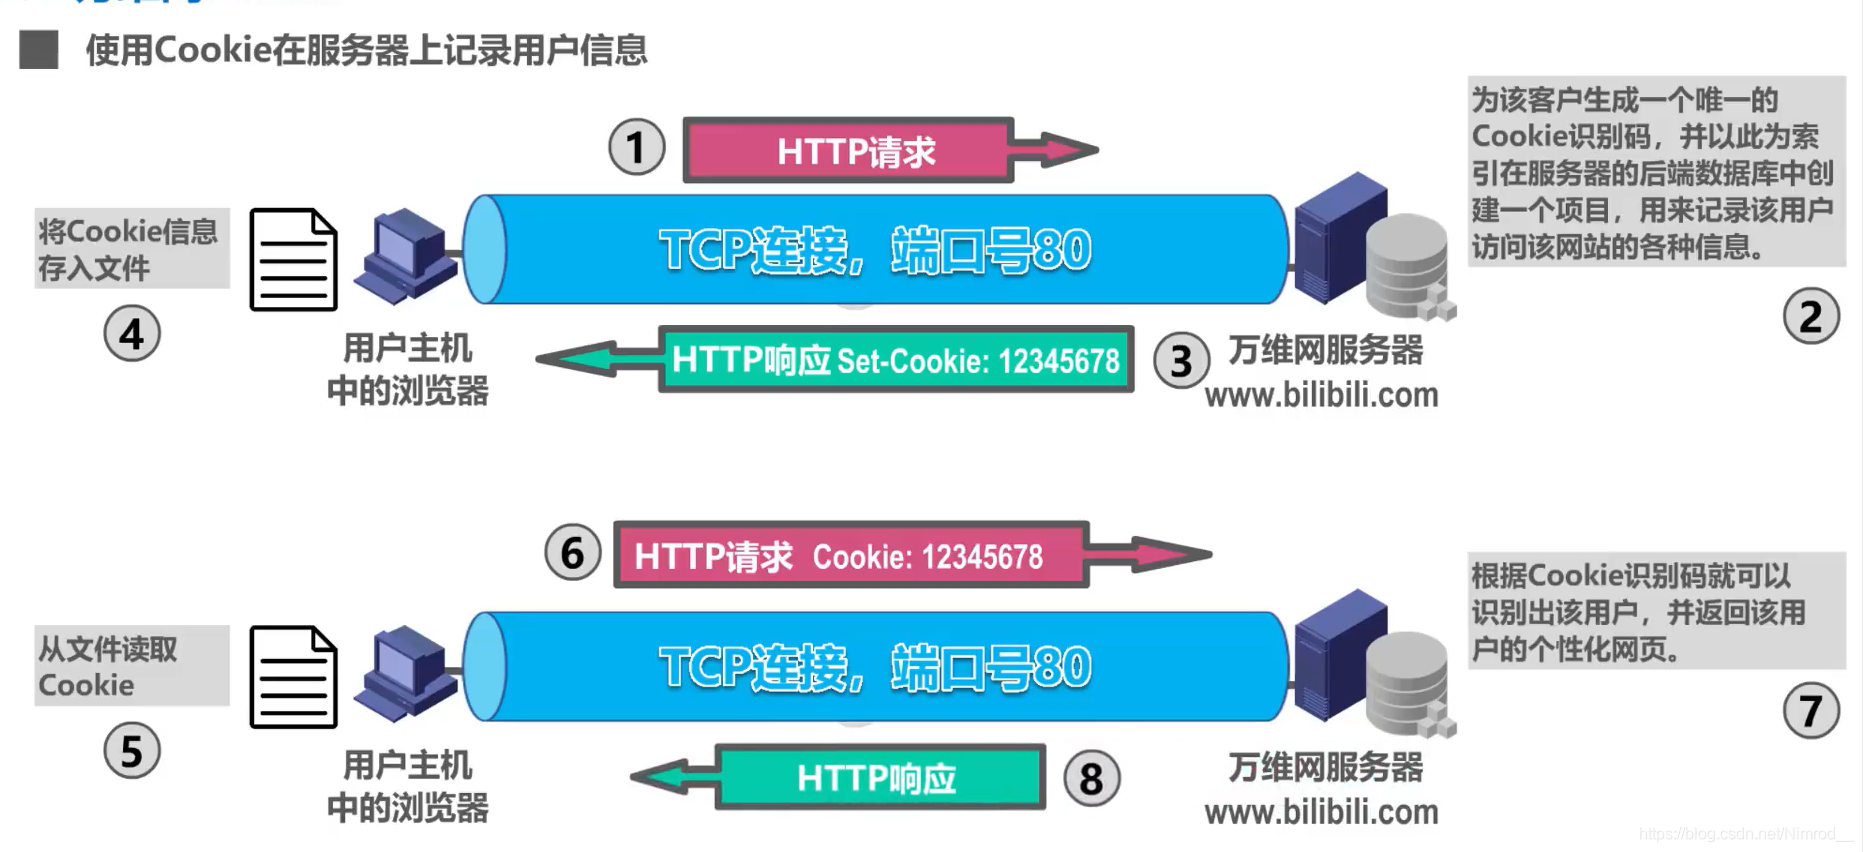 使用Cookie在服务器上记录用户信息
1
HTTP请求
为该客户生成一个唯一的
Cookie识别码，并以此为索
引在服务器的后端数据库中创
建一个项目，用来记录该用户
访问该网站的各种信息。
2
将Cookie信息
存入文件
4
TCP连接，端口号80
用户主机
中的浏览器
HTTP响应 Set-Cookie: 12345678
3
万维网服务器
www.bilibili.com
6
HTTP请求 Cookie: 12345678
根据Cookie识别码就可以
识别出该用户，并返回该用
户的个性化网页。
7
从文件读取
Cookie
5
TCP连接，端口号80
用户主机
中的浏览器
HTTP响应
8
万维网服务器
www.bilibili.com
https://blog.csdn.net/Nimrod__